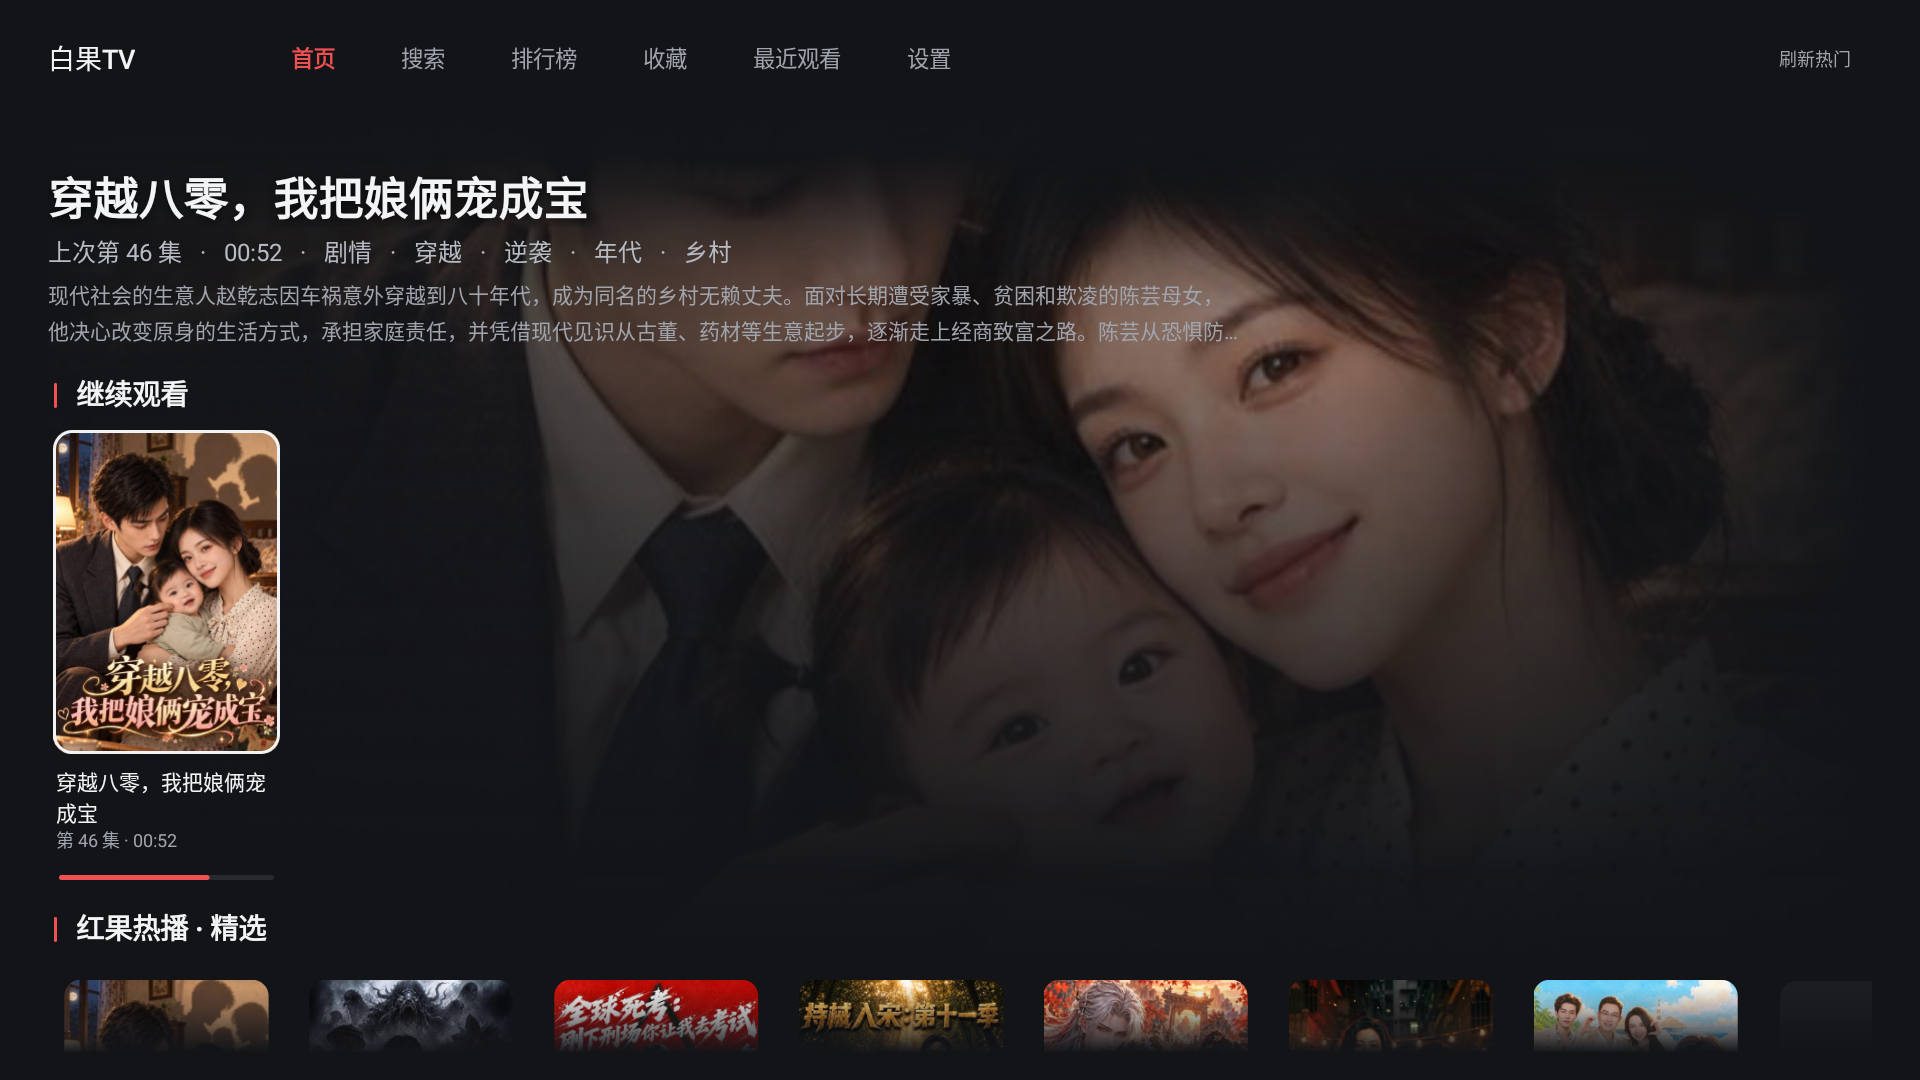 白果TV
首页
搜索
排行榜
收藏
最近观看
设置
刷新热门
穿越八零，我把娘俩宠成宝
上次第 46 集 · 00:52 · 剧情 · 穿越 · 逆袭 · 年代 · 乡村
现代社会的生意人赵乾志因车祸意外穿越到八十年代，成为同名的乡村无赖丈夫。面对长期遭受家暴、贫困和欺凌的陈芸母女，
他决心改变原身的生活方式，承担家庭责任，并凭借现代见识从古董、药材等生意起步，逐渐走上经商致富之路。陈芸从恐惧防...
继续观看
穿越八零，
我把娘俩宠成宝
穿越八零，我把娘俩宠
成宝
第 46 集 · 00:52
红果热播 · 精选
全球死考：
刚下刑场你让我去考试
持械入宋:第十一季